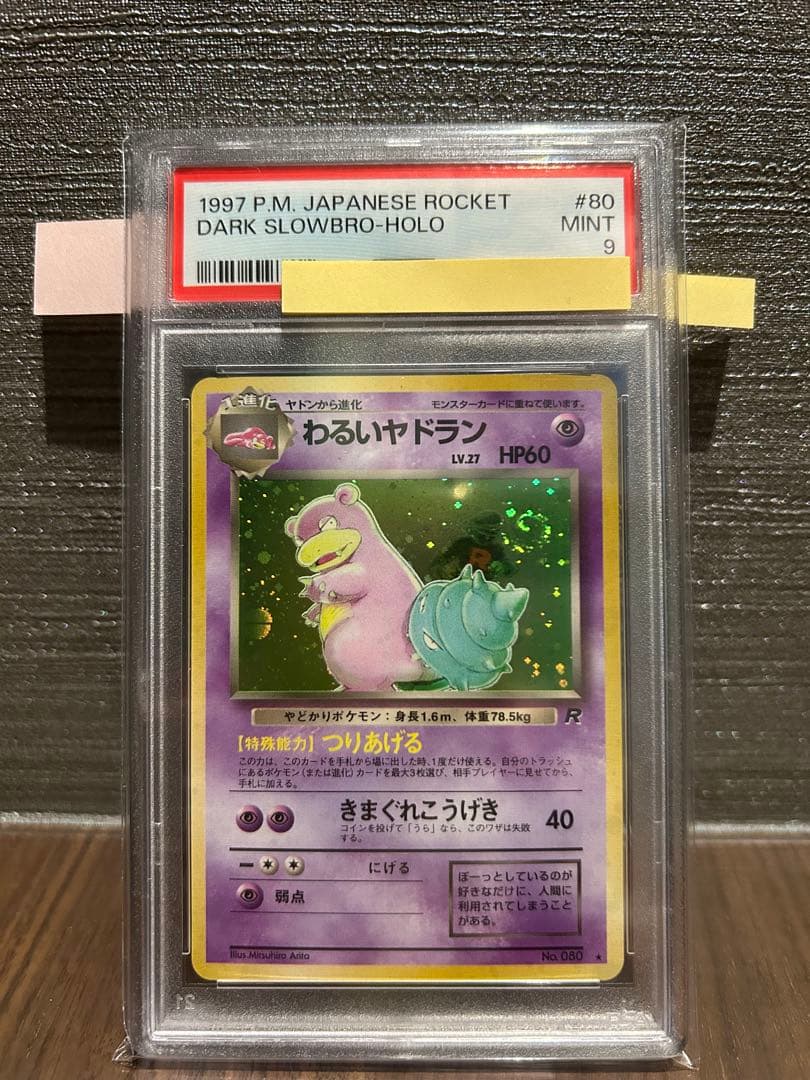 1997 P.M. JAPANESE ROCKET #80
DARK SLOWBRO-HOLO MINT
9
1進化 ヤドンから進化 モンスターカードに重ねて使います。
わるいヤドラン
LV.27 HP60
やどかりポケモン：身長1.6m、体重78.5kg R
【特殊能力】つりあげる
この力は、このカードを手札から場に出した時、1度だけ使える。自分のトラッシュ
にあるポケモン（または進化）カードを最大3枚選び、相手プレイヤーに見せてから、
手札に加える。
きまぐれこうげき 40
コインを投げて「うら」なら、このワザは失敗
する。
にげる
弱点
ぼーっとしているのが
好きなだけに、人間に
利用されてしまうこと
がある。
Illus.Mitsuhiro Arita No. 080 ★